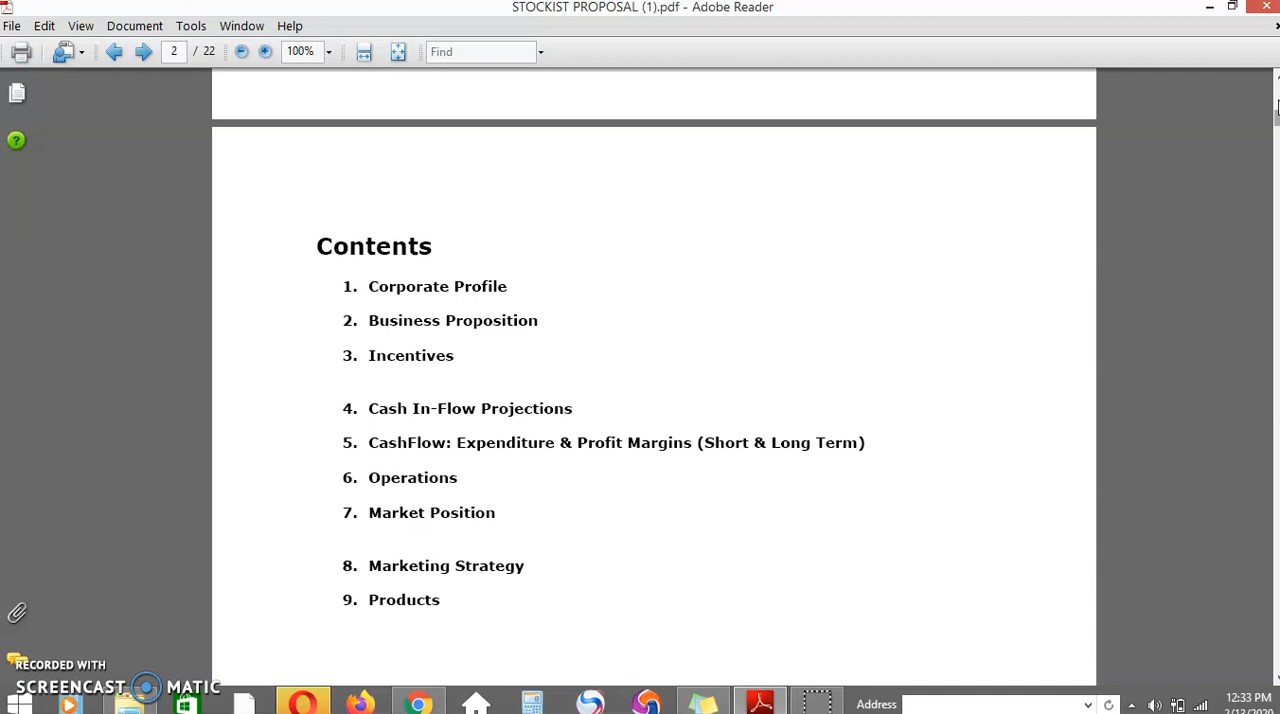 STOCKIST PROPOSAL (1).pdf - Adobe Reader
File Edit View Document Tools Window Help
2 / 22 100% Find
Contents
1. Corporate Profile
2. Business Proposition
3. Incentives
4. Cash In-Flow Projections
5. CashFlow: Expenditure & Profit Margins (Short & Long Term)
6. Operations
7. Market Position
8. Marketing Strategy
9. Products
RECORDED WITH
SCREENCAST MATIC
Address
12:33 PM
2/13/2020